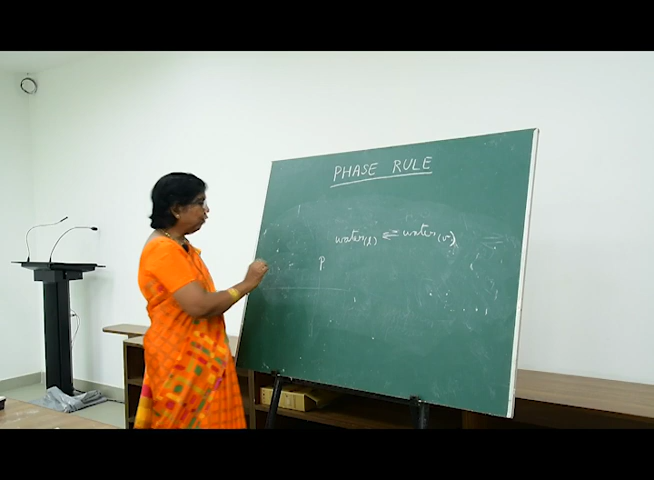 PHASE RULE
water(l) ⇌ water(v)
P